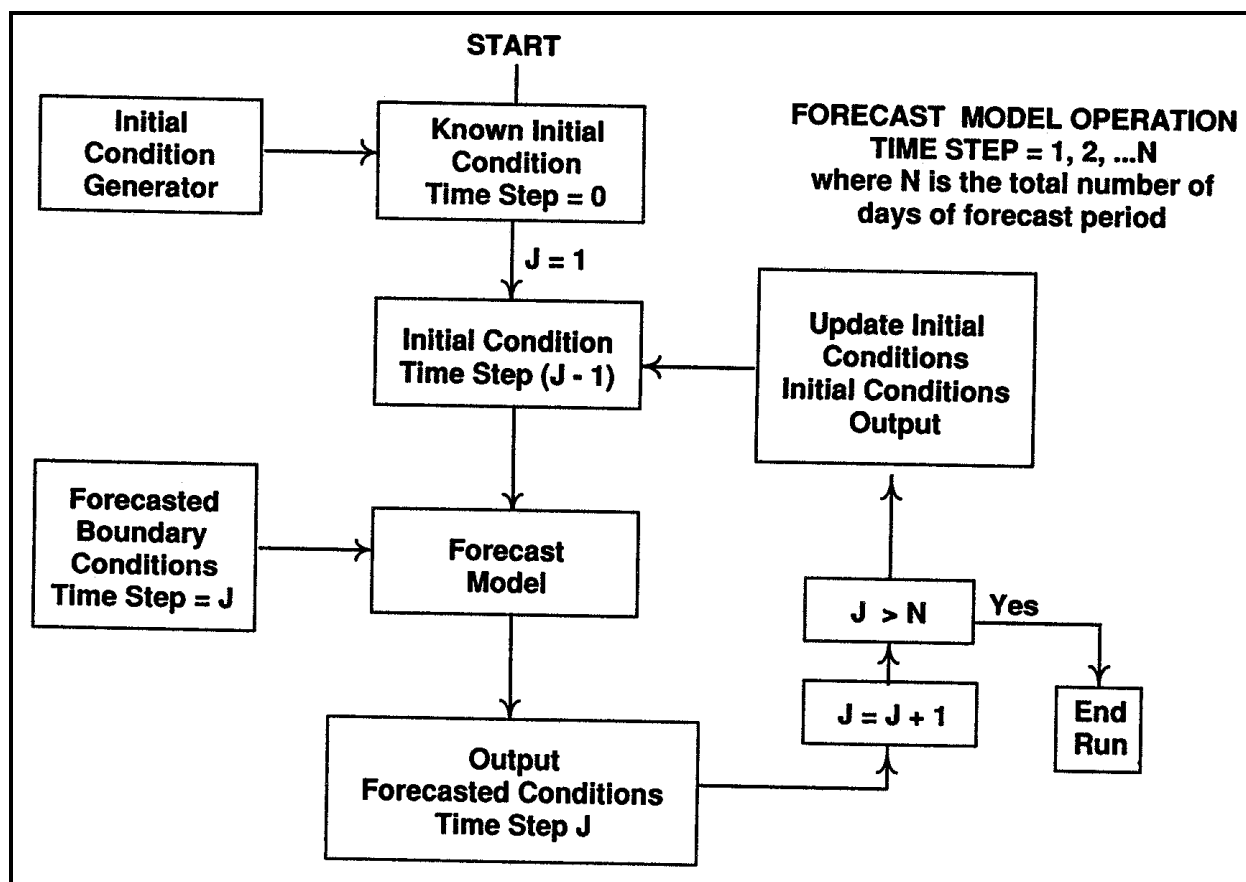 START
Initial
Condition
Generator
Known Initial
Condition
Time Step = 0
FORECAST MODEL OPERATION
TIME STEP = 1, 2, ...N
where N is the total number of
days of forecast period
J = 1
Initial Condition
Time Step (J - 1)
Update Initial
Conditions
Initial Conditions
Output
Forecasted
Boundary
Conditions
Time Step = J
Forecast
Model
J > N
Yes
J = J + 1
End
Run
Output
Forecasted Conditions
Time Step J